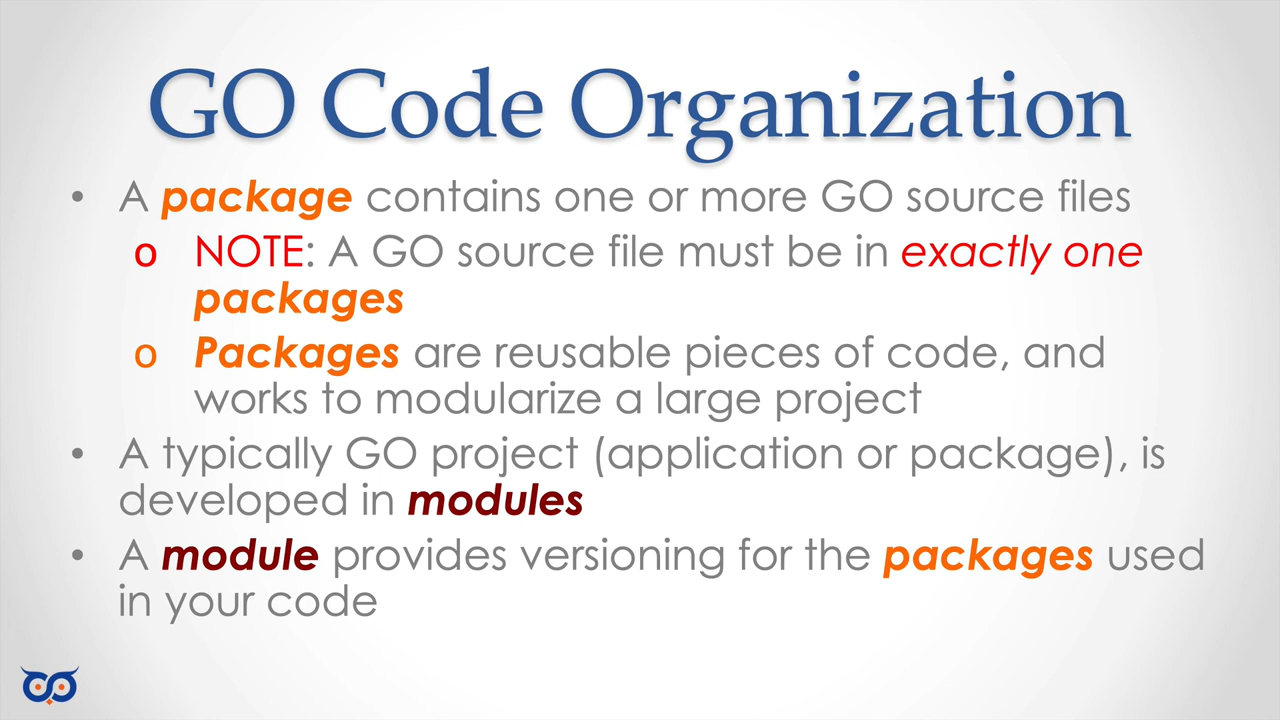 GO Code Organization
• A package contains one or more GO source files
o NOTE: A GO source file must be in exactly one
packages
o Packages are reusable pieces of code, and
works to modularize a large project
• A typically GO project (application or package), is
developed in modules
• A module provides versioning for the packages used
in your code